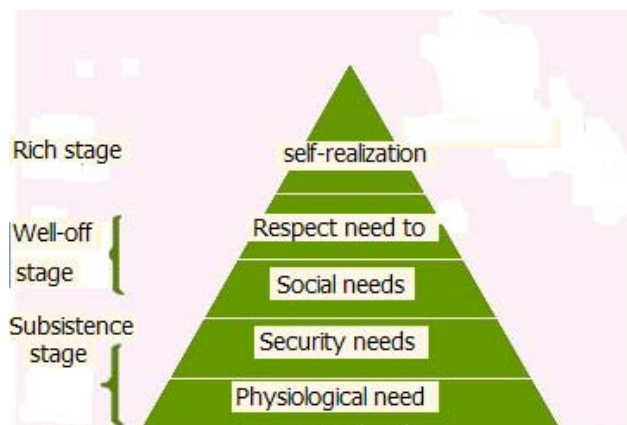 Rich stage
self-realization
Well-off
stage
Respect need to
Social needs
Subsistence
stage
Security needs
Physiological need